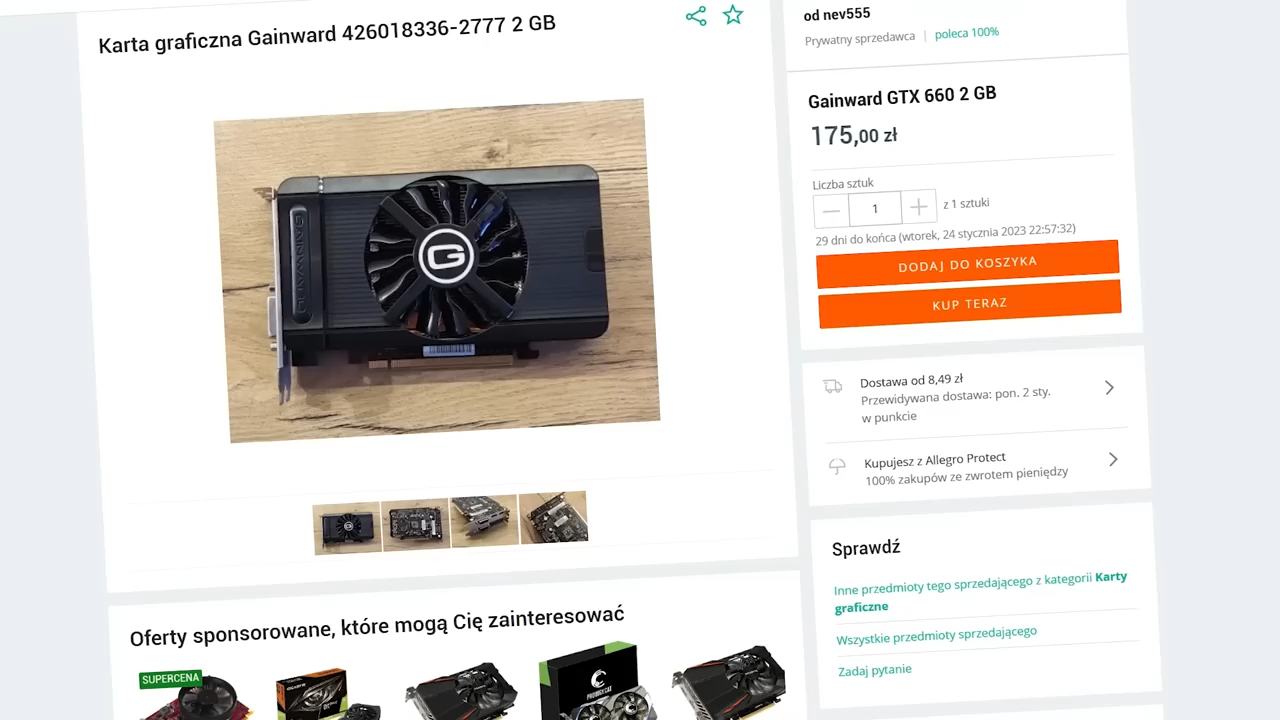 Karta graficzna Gainward 426018336-2777 2 GB
GAINWARD
G
Oferty sponsorowane, które mogą Cię zainteresować
SUPERCENA
od nev555
Prywatny sprzedawca | poleca 100%
Gainward GTX 660 2 GB
175,00 zł
Liczba sztuk
1
z 1 sztuki
29 dni do końca (wtorek, 24 stycznia 2023 22:57:32)
DODAJ DO KOSZYKA
KUP TERAZ
Dostawa od 8,49 zł
Przewidywana dostawa: pon. 2 sty.
w punkcie
Kupujesz z Allegro Protect
100% zakupów ze zwrotem pieniędzy
Sprawdź
Inne przedmioty tego sprzedającego z kategorii Karty
graficzne
Wszystkie przedmioty sprzedającego
Zadaj pytanie